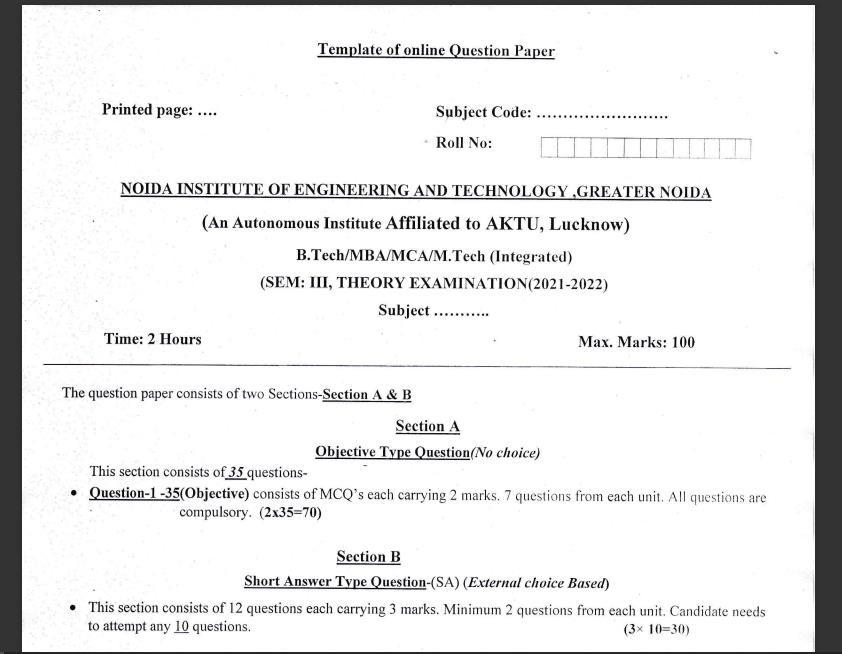 Template of online Question Paper
Printed page: ....
Subject Code: .........................
Roll No:
NOIDA INSTITUTE OF ENGINEERING AND TECHNOLOGY ,GREATER NOIDA
(An Autonomous Institute Affiliated to AKTU, Lucknow)
B.Tech/MBA/MCA/M.Tech (Integrated)
(SEM: III, THEORY EXAMINATION(2021-2022)
Subject ...........
Time: 2 Hours
Max. Marks: 100
The question paper consists of two Sections-Section A & B
Section A
Objective Type Question(No choice)
This section consists of 35 questions-
• Question-1 -35(Objective) consists of MCQ's each carrying 2 marks. 7 questions from each unit. All questions are
compulsory. (2x35=70)
Section B
Short Answer Type Question-(SA) (External choice Based)
• This section consists of 12 questions each carrying 3 marks. Minimum 2 questions from each unit. Candidate needs
to attempt any 10 questions. (3× 10=30)